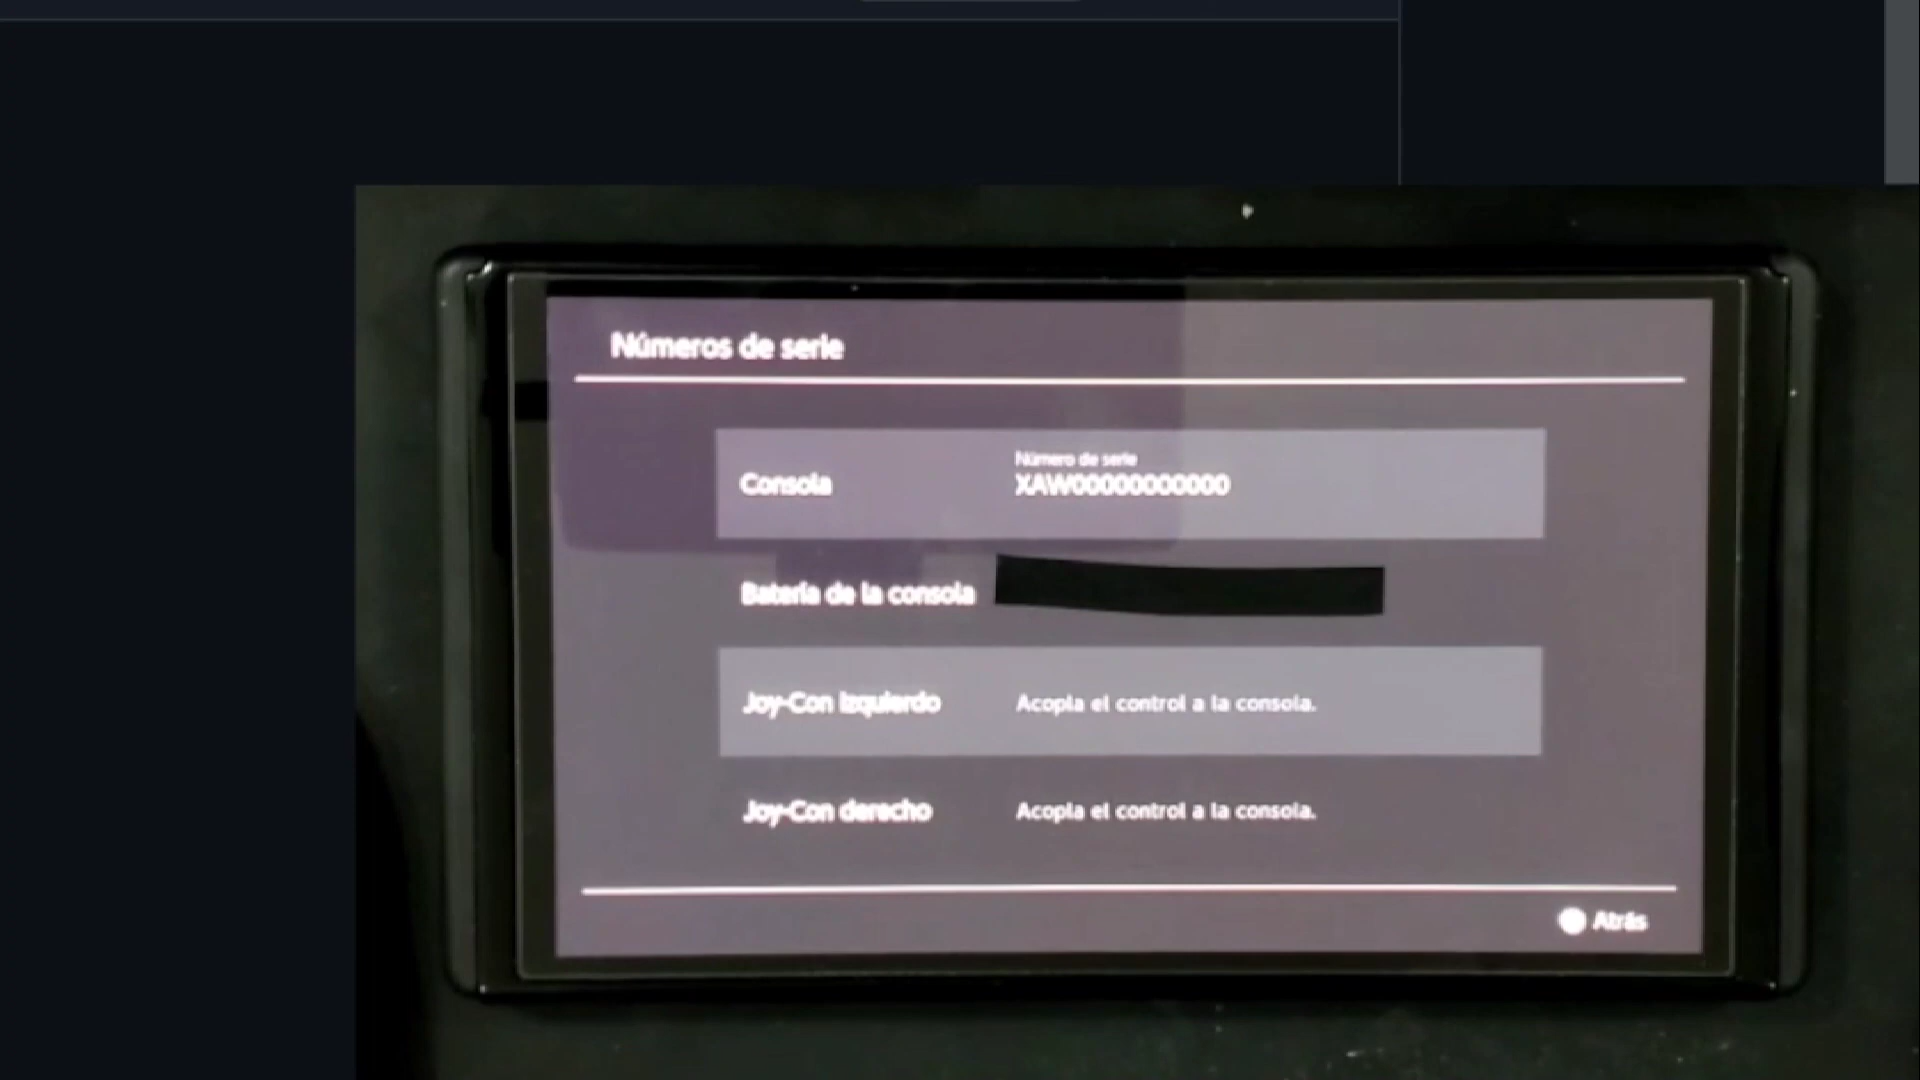 Números de serie
Número de serie
Consola XAW00000000000
Batería de la consola
Joy-Con izquierdo Acopla el control a la consola.
Joy-Con derecho Acopla el control a la consola.
Atrás